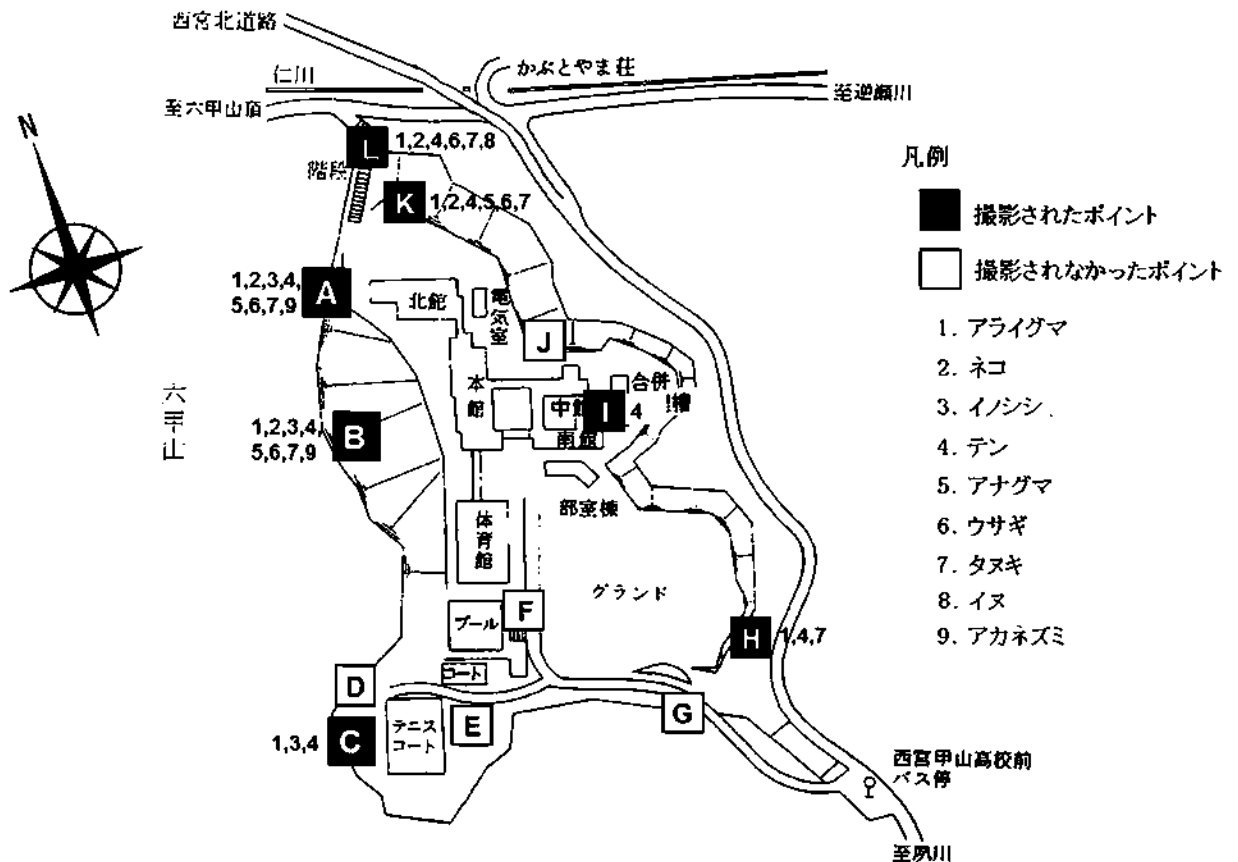 西宮北道路
かぶとやま荘
仁川
至逆瀬川
至六甲山頂
N
L
1,2,4,6,7,8
階段
K
1,2,4,5,6,7
凡例
撮影されたポイント
撮影されなかったポイント
1,2,3,4,
5,6,7,9
A
北館
電気室
J
1. アライグマ
2. ネコ
3. イノシシ
4. テン
5. アナグマ
6. ウサギ
7. タヌキ
8. イヌ
9. アカネズミ
六甲山
本館
中館
合併
I
4
南館
1,2,3,4,
5,6,7,9
B
部室棟
体育館
グランド
F
プール
H
1,4,7
コート
D
G
E
C
1,3,4
テニス
コート
西宮甲山高校前
バス停
至夙川